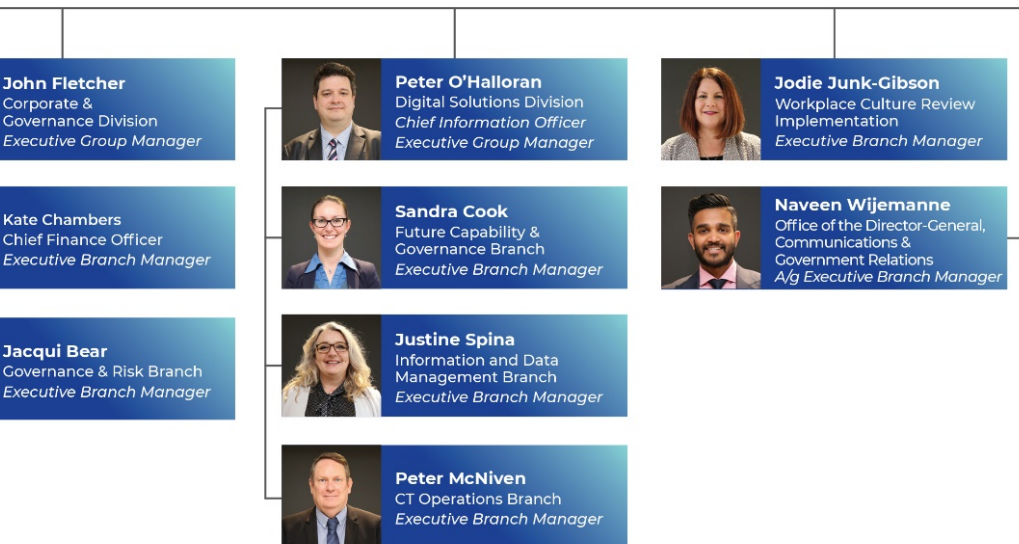 John Fletcher
Corporate &
Governance Division
Executive Group Manager
Kate Chambers
Chief Finance Officer
Executive Branch Manager
Jacqui Bear
Governance & Risk Branch
Executive Branch Manager
Peter O’Halloran
Digital Solutions Division
Chief Information Officer
Executive Group Manager
Sandra Cook
Future Capability &
Governance Branch
Executive Branch Manager
Justine Spina
Information and Data
Management Branch
Executive Branch Manager
Peter McNiven
CT Operations Branch
Executive Branch Manager
Jodie Junk-Gibson
Workplace Culture Review
Implementation
Executive Branch Manager
Naveen Wijemanne
Office of the Director-General,
Communications &
Government Relations
A/g Executive Branch Manager